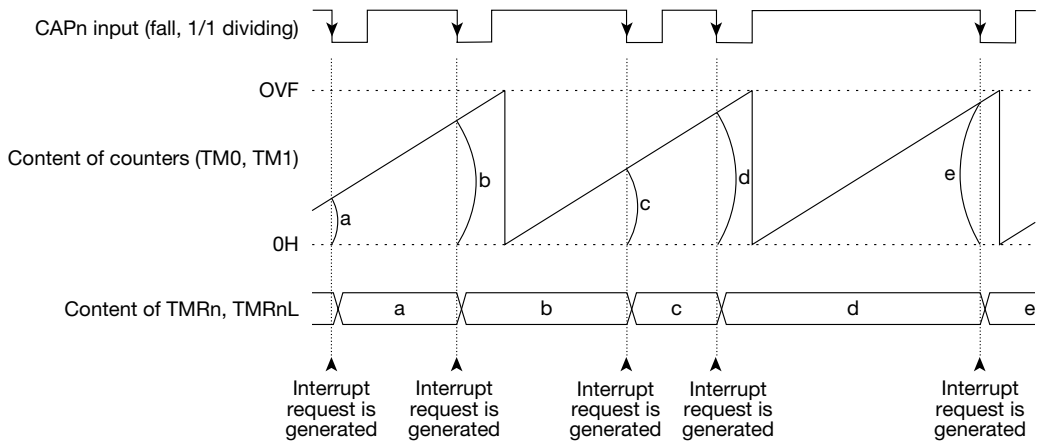 CAPn input (fall, 1/1 dividing)
OVF
Content of counters (TM0, TM1)
a
b
c
d
e
0H
Content of TMRn, TMRnL
a
b
c
d
e
Interrupt
request is
generated
Interrupt
request is
generated
Interrupt
request is
generated
Interrupt
request is
generated
Interrupt
request is
generated